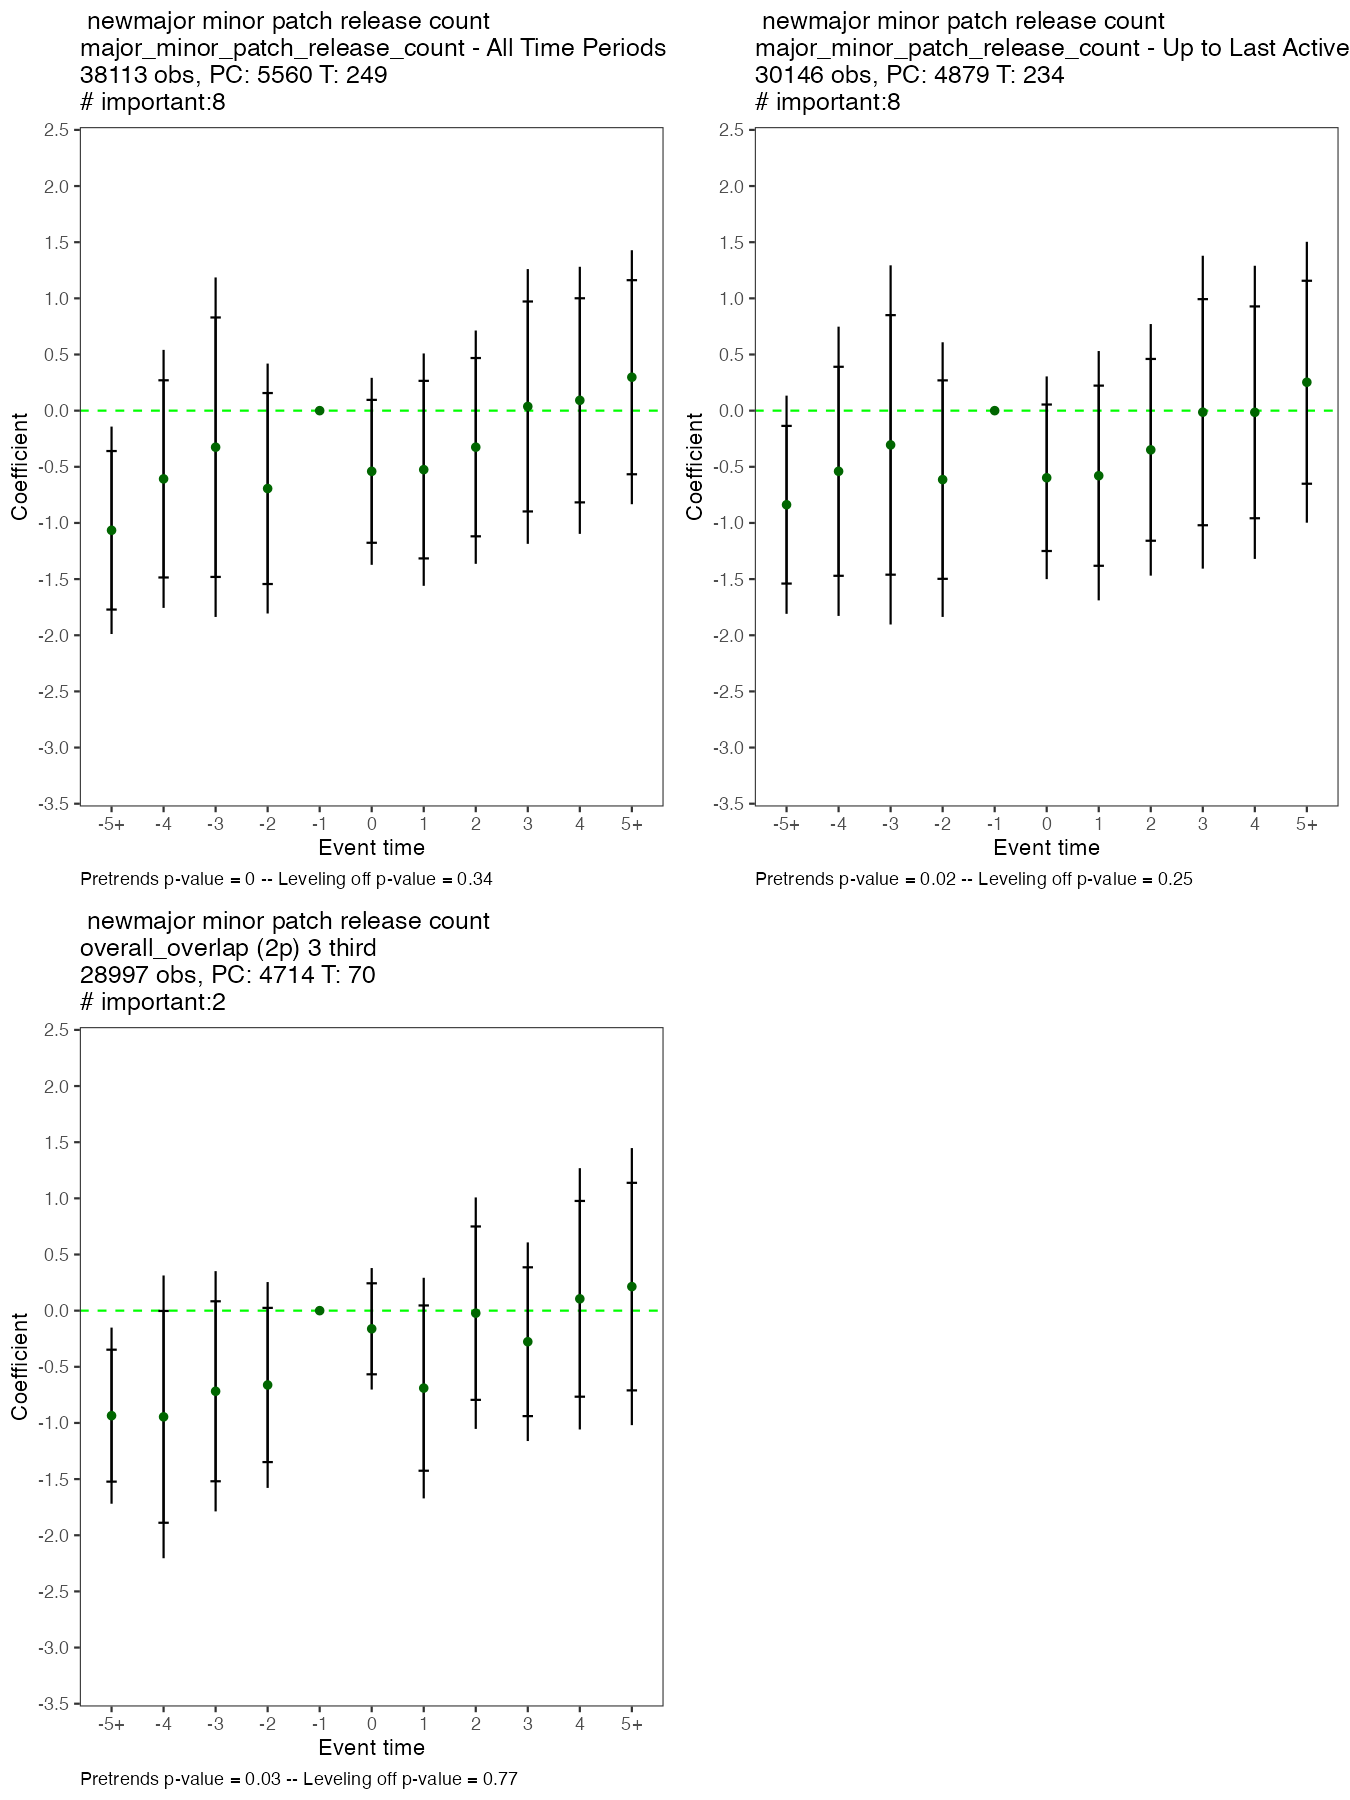 newmajor minor patch release count
major_minor_patch_release_count - All Time Periods
38113 obs, PC: 5560 T: 249
# important:8
2.5
2.0
1.5
1.0
0.5
0.0
-0.5
-1.0
-1.5
-2.0
-2.5
-3.0
-3.5
Coefficient
-5+ -4 -3 -2 -1 0 1 2 3 4 5+
Event time
Pretrends p-value = 0 -- Leveling off p-value = 0.34
newmajor minor patch release count
major_minor_patch_release_count - Up to Last Active
30146 obs, PC: 4879 T: 234
# important:8
2.5
2.0
1.5
1.0
0.5
0.0
-0.5
-1.0
-1.5
-2.0
-2.5
-3.0
-3.5
Coefficient
-5+ -4 -3 -2 -1 0 1 2 3 4 5+
Event time
Pretrends p-value = 0.02 -- Leveling off p-value = 0.25
newmajor minor patch release count
overall_overlap (2p) 3 third
28997 obs, PC: 4714 T: 70
# important:2
2.5
2.0
1.5
1.0
0.5
0.0
-0.5
-1.0
-1.5
-2.0
-2.5
-3.0
-3.5
Coefficient
-5+ -4 -3 -2 -1 0 1 2 3 4 5+
Event time
Pretrends p-value = 0.03 -- Leveling off p-value = 0.77